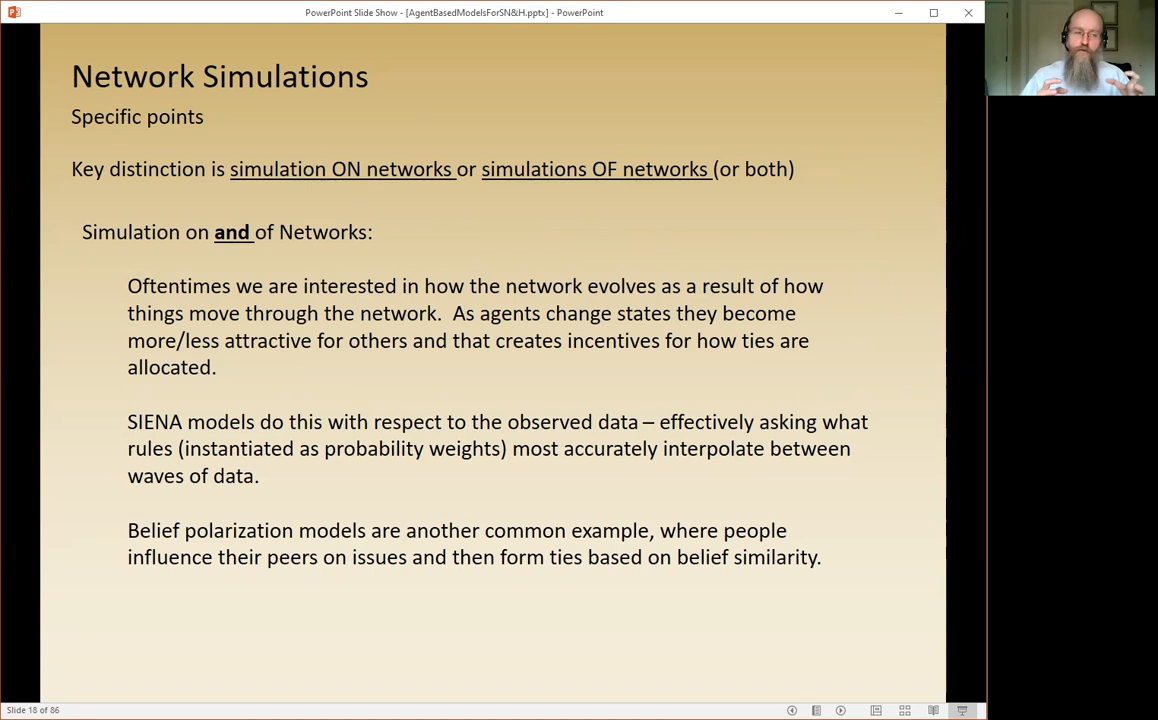 PowerPoint Slide Show - [AgentBasedModelsForSN&H.pptx] - PowerPoint
Network Simulations
Specific points
Key distinction is simulation ON networks or simulations OF networks (or both)
Simulation on and of Networks:
Oftentimes we are interested in how the network evolves as a result of how
things move through the network.  As agents change states they become
more/less attractive for others and that creates incentives for how ties are
allocated.
SIENA models do this with respect to the observed data – effectively asking what
rules (instantiated as probability weights) most accurately interpolate between
waves of data.
Belief polarization models are another common example, where people
influence their peers on issues and then form ties based on belief similarity.
Slide 18 of 86